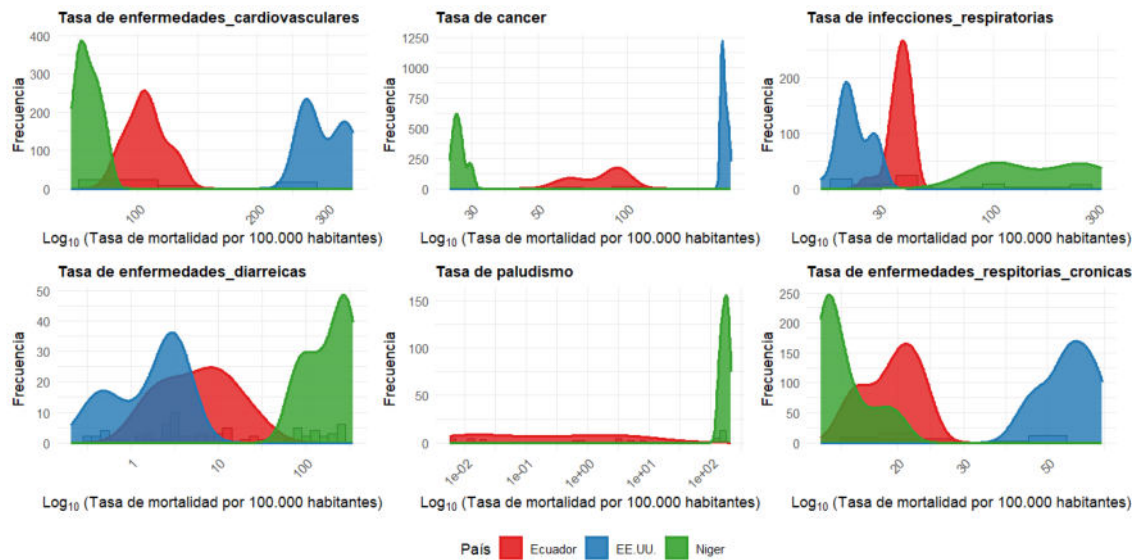 Tasa de enfermedades_cardiovasculares
Frecuencia
400
300
200
100
0
100
200
300
Log10 (Tasa de mortalidad por 100.000 habitantes)
Tasa de cancer
Frecuencia
1250
1000
750
500
250
0
30
50
100
Log10 (Tasa de mortalidad por 100.000 habitantes)
Tasa de infecciones_respiratorias
Frecuencia
200
100
0
30
100
300
Log10 (Tasa de mortalidad por 100.000 habitantes)
Tasa de enfermedades_diarreicas
Frecuencia
50
40
30
20
10
0
1
10
100
Log10 (Tasa de mortalidad por 100.000 habitantes)
Tasa de paludismo
Frecuencia
150
100
50
0
1e-02
1e-01
1e+00
1e+01
1e+02
Log10 (Tasa de mortalidad por 100.000 habitantes)
Tasa de enfermedades_respitorias_cronicas
Frecuencia
250
200
150
100
50
0
20
30
50
Log10 (Tasa de mortalidad por 100.000 habitantes)
País Ecuador EE.UU. Niger